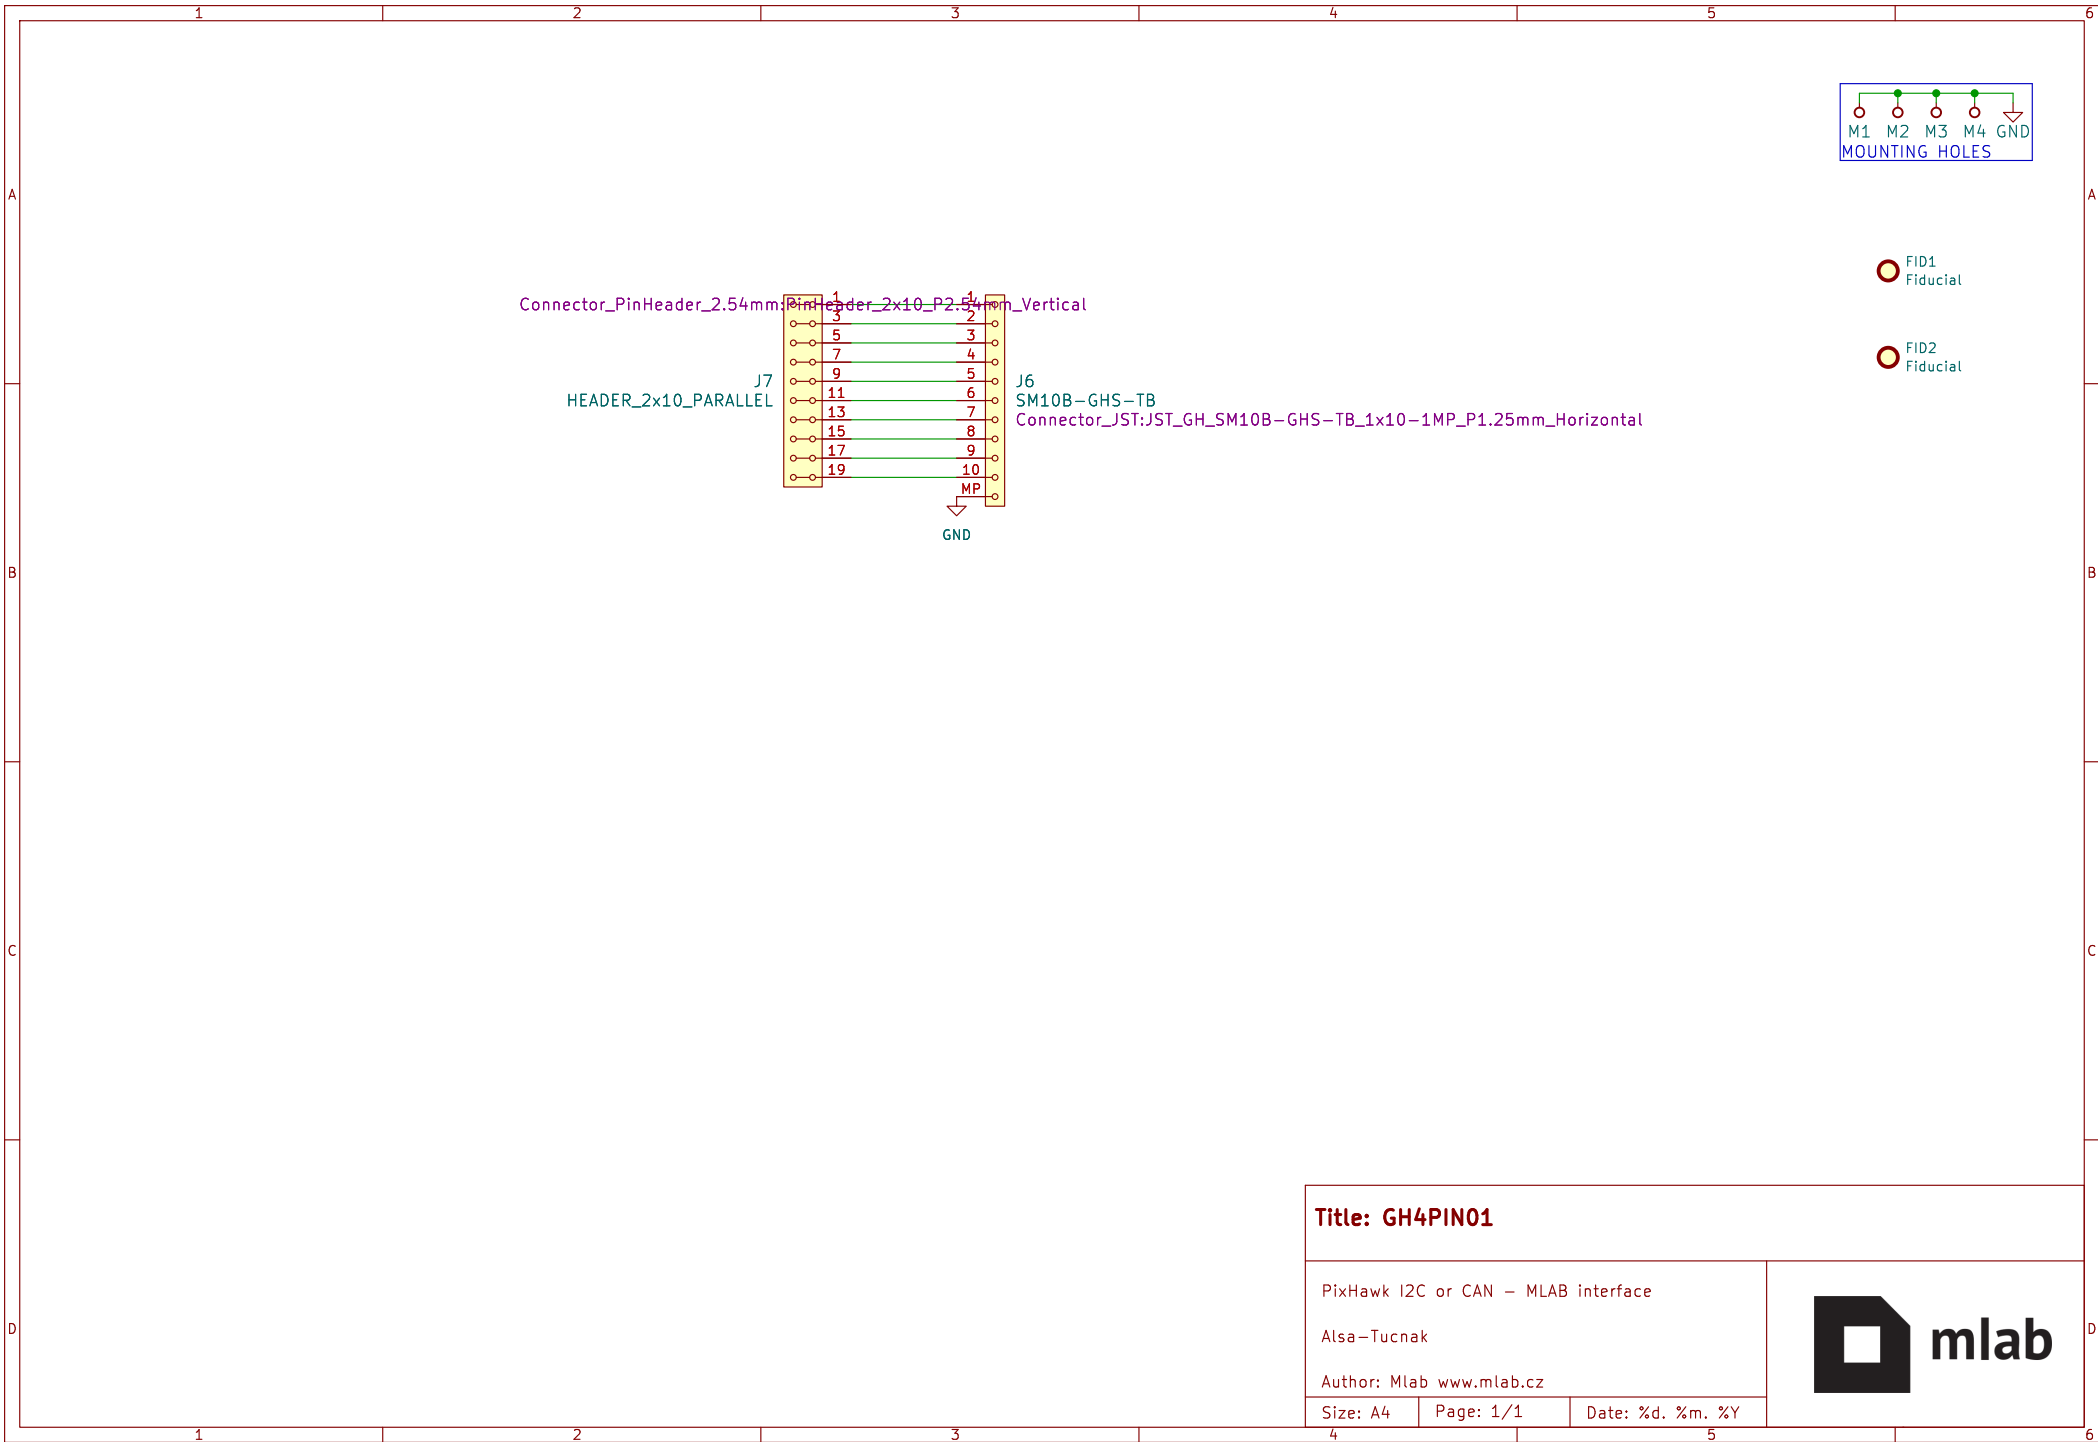 1 2 3 4 5 6
M1 M2 M3 M4 GND
MOUNTING HOLES
A A
FID1
Fiducial
Connector_PinHeader_2.54mm:PinHeader_2x10_P2.54mm_Vertical
1 1
3 2
5 3
7 4
9 5
11 6
13 7
15 8
17 9
19 10
MP
GND
J7
HEADER_2x10_PARALLEL
J6
SM10B-GHS-TB
Connector_JST:JST_GH_SM10B-GHS-TB_1x10-1MP_P1.25mm_Horizontal
FID2
Fiducial
B B
C C
D D
Title: GH4PIN01
PixHawk I2C or CAN - MLAB interface
Alsa-Tucnak
Author: Mlab www.mlab.cz
Size: A4 Page: 1/1 Date: %d. %m. %Y
mlab
1 2 3 4 5 6